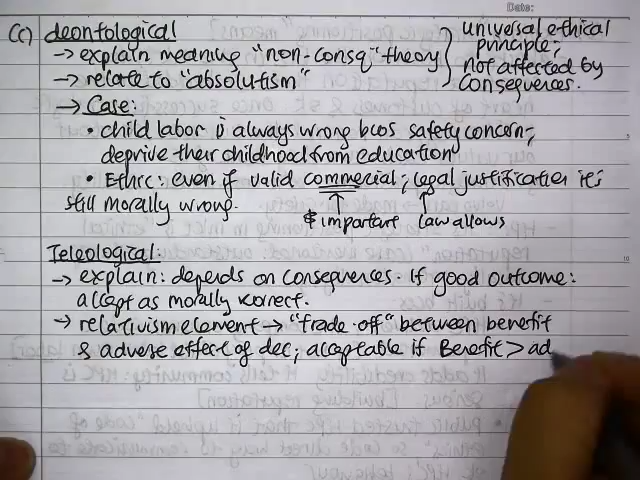 Date:
(c) deontological
→ explain meaning "non-consq" theory
→ relate to "absolutism"
universal ethical
principle;
not affected by
consequences.
→ Case:
• child labor is always wrong bcos safety concern;
deprive their childhood from education
• Ethic: even if valid commercial; legal justification it's
still morally wrong.
$ important
law allows
Teleological:
→ explain: depends on consequences. If good outcome:
accept as morally korrect.
→ relativism element → "trade-off" between benefit
& adverse effect of dec; acceptable if Benefit > ad